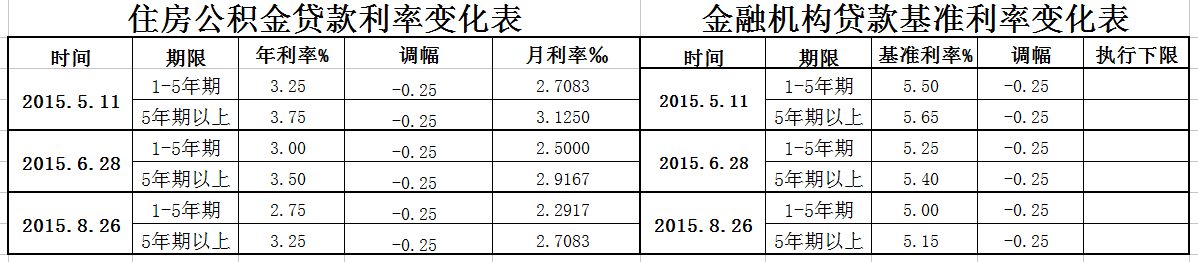 住房公积金贷款利率变化表 金融机构贷款基准利率变化表
时间 期限 年利率% 调幅 月利率‰ 时间 期限 基准利率% 调幅 执行下限
2015.5.11 1-5年期 3.25 -0.25 2.7083 2015.5.11 1-5年期 5.50 -0.25
5年期以上 3.75 -0.25 3.1250 5年期以上 5.65 -0.25
2015.6.28 1-5年期 3.00 -0.25 2.5000 2015.6.28 1-5年期 5.25 -0.25
5年期以上 3.50 -0.25 2.9167 5年期以上 5.40 -0.25
2015.8.26 1-5年期 2.75 -0.25 2.2917 2015.8.26 1-5年期 5.00 -0.25
5年期以上 3.25 -0.25 2.7083 5年期以上 5.15 -0.25